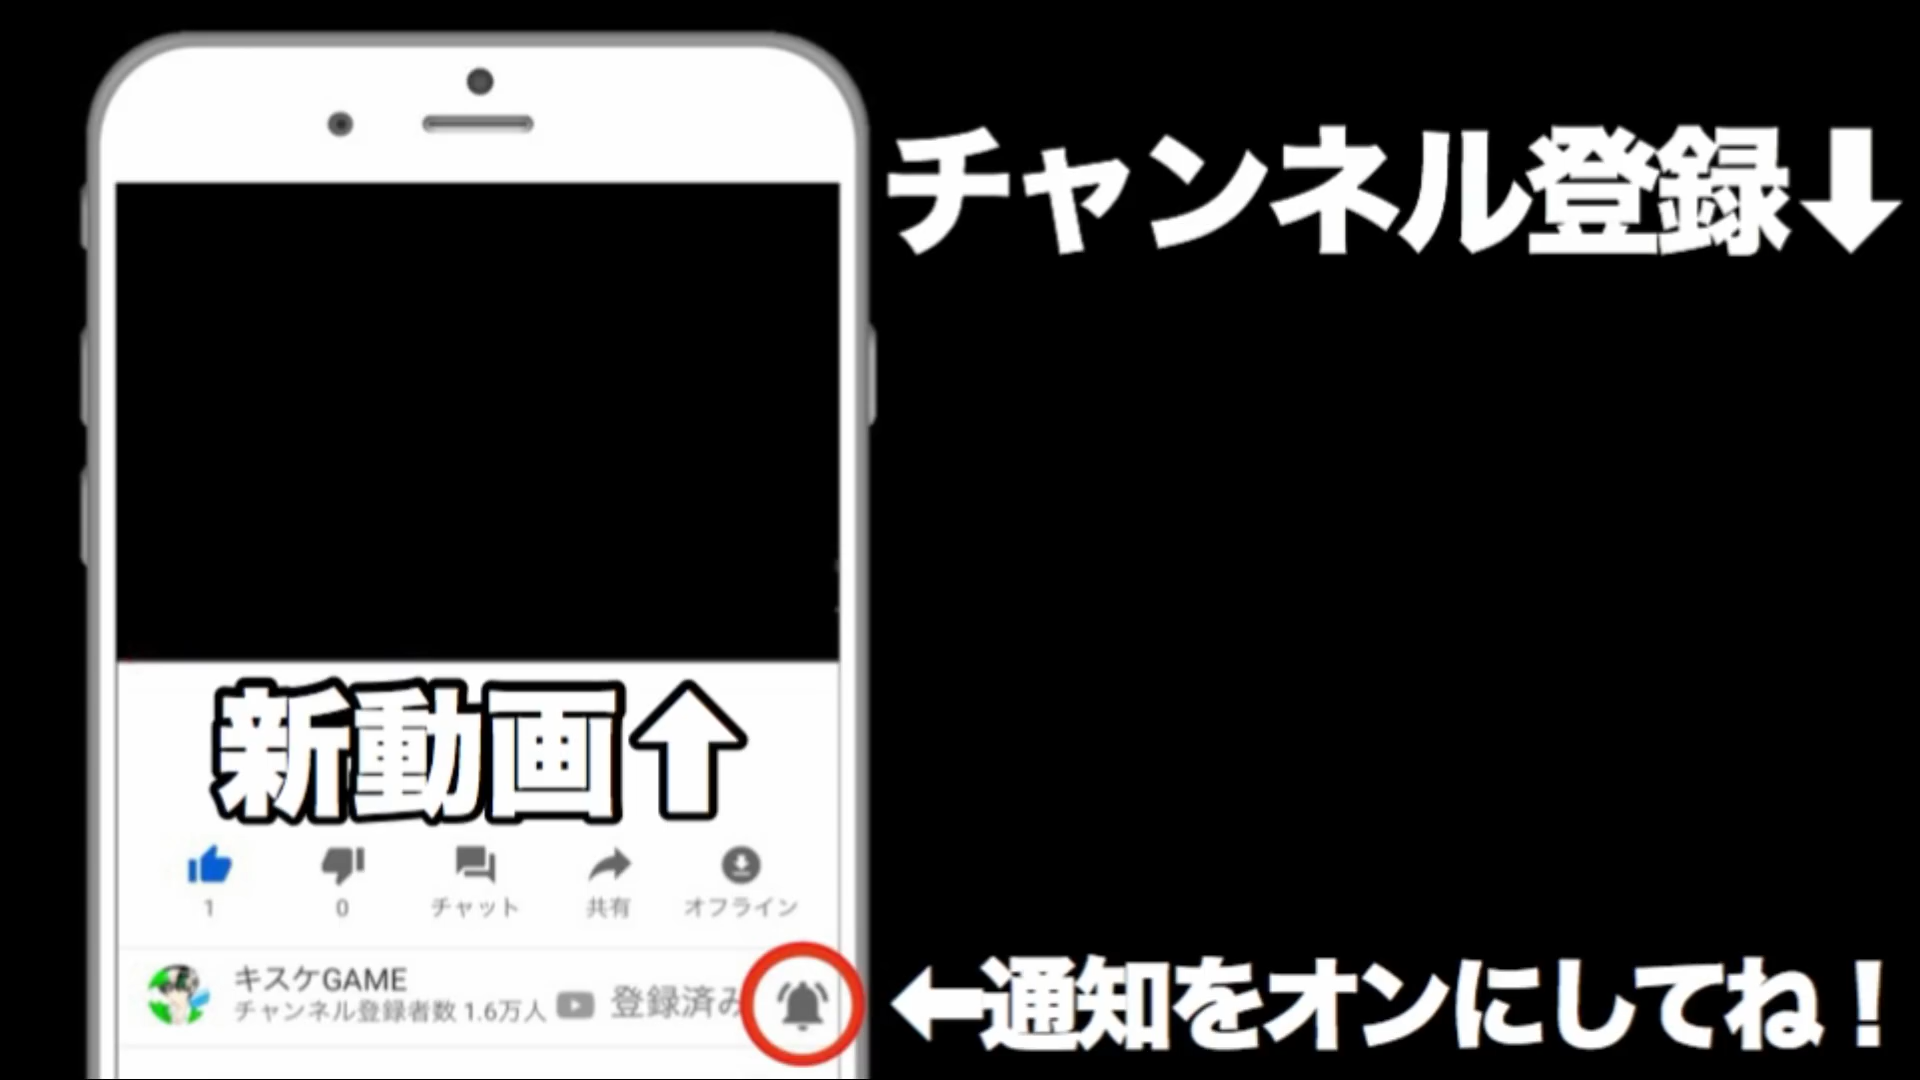 チャンネル登録⬇
新動画↑
1
0
チャット
共有
オフライン
キスケGAME
チャンネル登録者数 1.6万人
登録済み
⬅通知をオンにしてね！